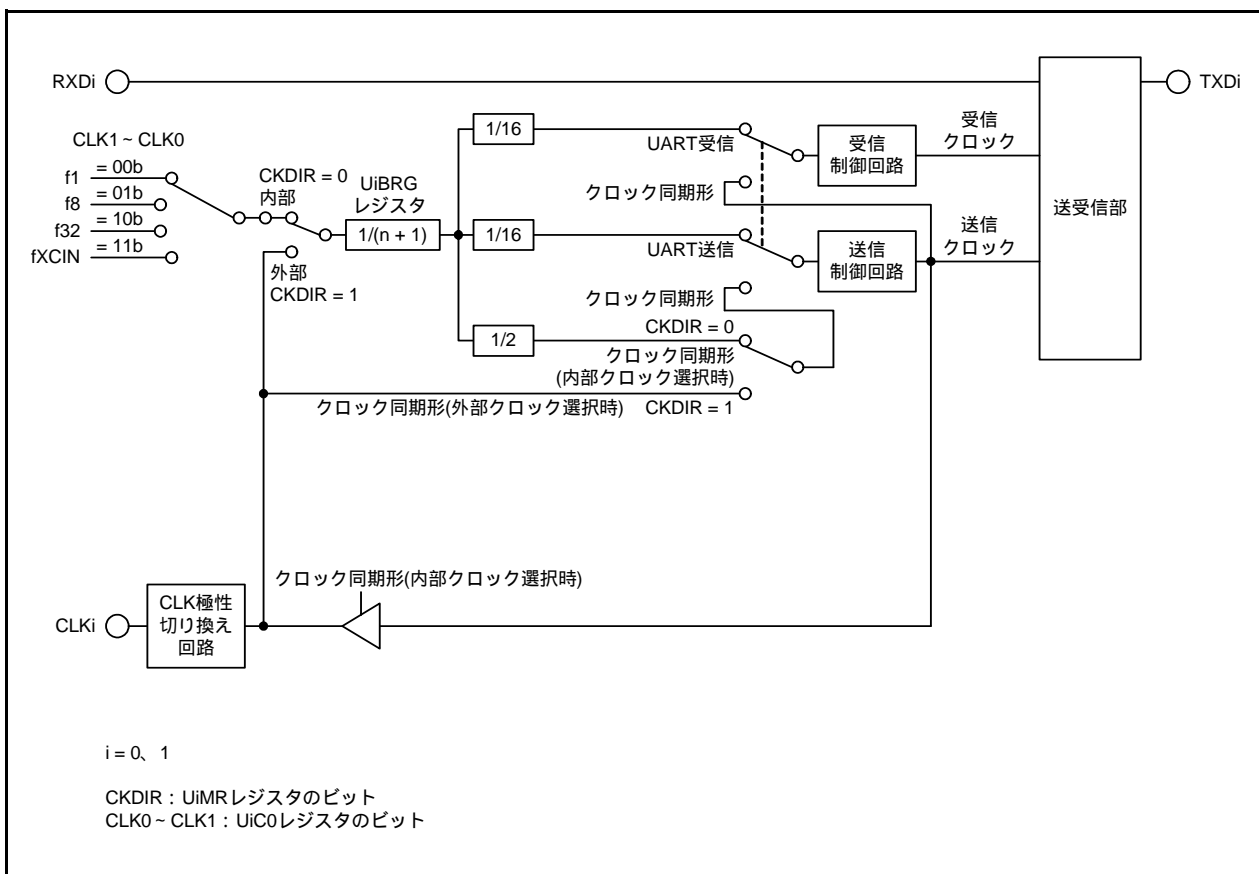 RXDi
TXDi
CLK1 ~ CLK0
f1
= 00b
f8
= 01b
f32
= 10b
fXCIN
= 11b
CKDIR = 0
内部
外部
CKDIR = 1
UiBRG
レジスタ
1/(n + 1)
1/16
UART受信
クロック同期形
受信
制御回路
受信
クロック
1/16
UART送信
クロック同期形
送信
制御回路
送信
クロック
送受信部
1/2
CKDIR = 0
クロック同期形
(内部クロック選択時)
クロック同期形(外部クロック選択時) CKDIR = 1
クロック同期形(内部クロック選択時)
CLKi
CLK極性
切り換え
回路
i = 0、1
CKDIR : UiMRレジスタのビット
CLK0 ~ CLK1 : UiC0レジスタのビット